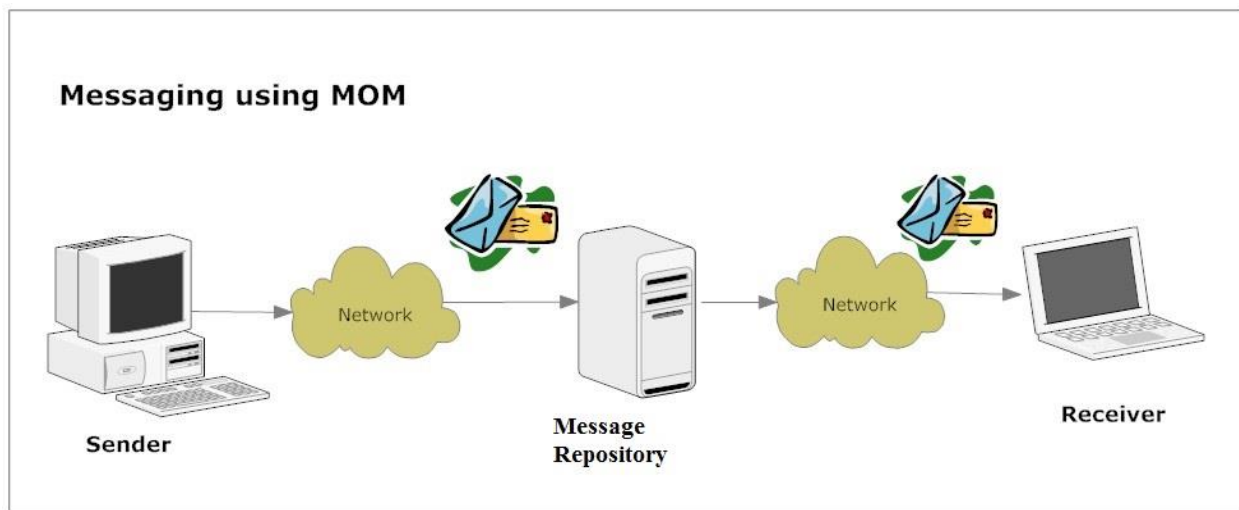 Messaging using MOM
Network
Network
Sender
Message
Repository
Receiver